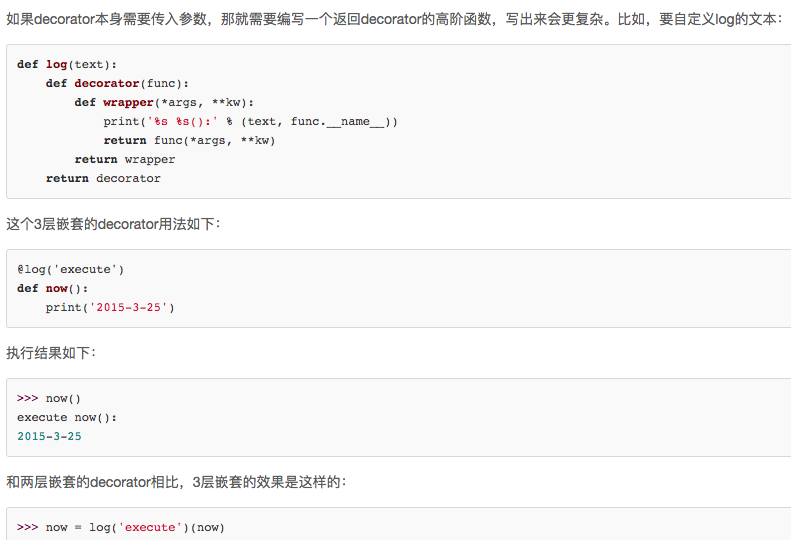 如果decorator本身需要传入参数，那就需要编写一个返回decorator的高阶函数，写出来会更复杂。比如，要自定义log的文本：
def log(text):
    def decorator(func):
        def wrapper(*args, **kw):
            print('%s %s():' % (text, func.__name__))
            return func(*args, **kw)
        return wrapper
    return decorator
这个3层嵌套的decorator用法如下：
@log('execute')
def now():
    print('2015-3-25')
执行结果如下：
>>> now()
execute now():
2015-3-25
和两层嵌套的decorator相比，3层嵌套的效果是这样的：
>>> now = log('execute')(now)